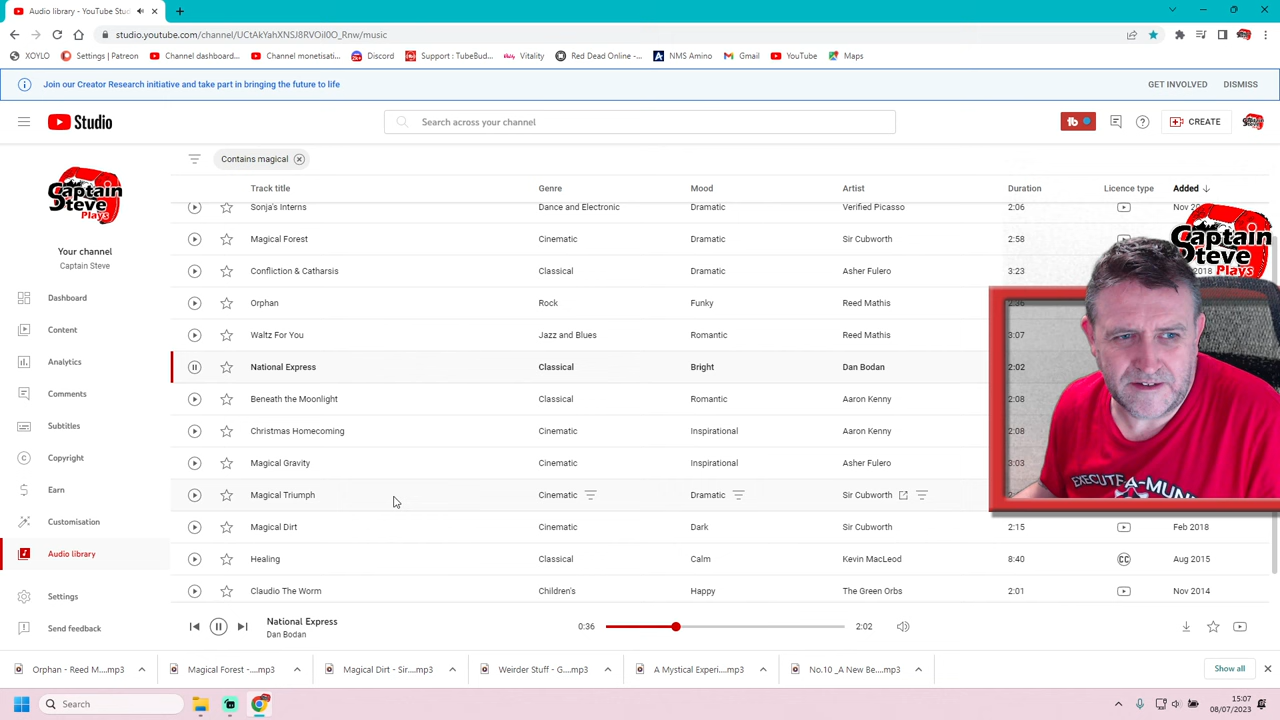 Audio library - YouTube Stu
studio.youtube.com/channel/UCtAkYahXNSJ8RVOil0O_Rnw/music
XOYLO Settings | Patreon Channel dashboard... Channel monetisati... Discord Support : TubeBud... Vitality Red Dead Online -... NMS Amino Gmail YouTube Maps
Join our Creator Research initiative and take part in bringing the future to life GET INVOLVED DISMISS
Studio Search across your channel CREATE
Contains magical
Track title Genre Mood Artist Duration Licence type Added
Sonja's Interns Dance and Electronic Dramatic Verified Picasso 2:06
Magical Forest Cinematic Dramatic Sir Cubworth 2:58
Confliction & Catharsis Classical Dramatic Asher Fulero 3:23 2018
Orphan Rock Funky Reed Mathis
Waltz For You Jazz and Blues Romantic Reed Mathis 3:07
National Express Classical Bright Dan Bodan 2:02
Beneath the Moonlight Classical Romantic Aaron Kenny 2:08
Christmas Homecoming Cinematic Inspirational Aaron Kenny 2:08
Magical Gravity Cinematic Inspirational Asher Fulero 3:03
Magical Triumph Cinematic Dramatic Sir Cubworth
Magical Dirt Cinematic Dark Sir Cubworth 2:15 Feb 2018
Healing Classical Calm Kevin MacLeod 8:40 CC Aug 2015
Claudio The Worm Children's Happy The Green Orbs 2:01 Nov 2014
Captain
Steve
Plays
Your channel
Captain Steve
Dashboard
Content
Analytics
Comments
Subtitles
Copyright
Earn
Customisation
Audio library
Settings
Send feedback
Captain
Steve
Plays
EXECUTE A-MUN
National Express
Dan Bodan
0:36 2:02
Orphan - Reed M....mp3 Magical Forest -....mp3 Magical Dirt - Sir....mp3 Weirder Stuff - G....mp3 A Mystical Experi....mp3 No.10 _A New Be....mp3 Show all
Search
15:07
08/07/2023